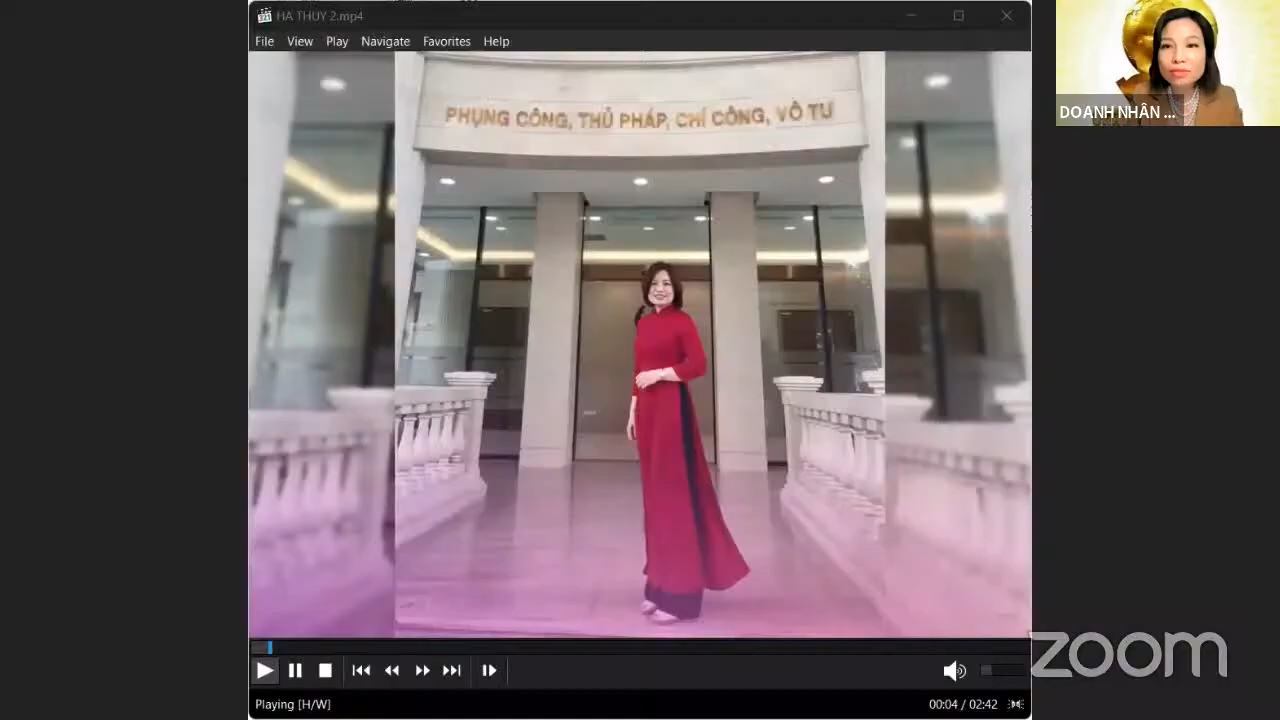 HA THUY 2.mp4
File View Play Navigate Favorites Help
PHỤNG CÔNG, THỦ PHÁP, CHÍ CÔNG, VÔ TƯ
DOANH NHÂN ...
zoom
Playing [H/W]
00:04 / 02:42